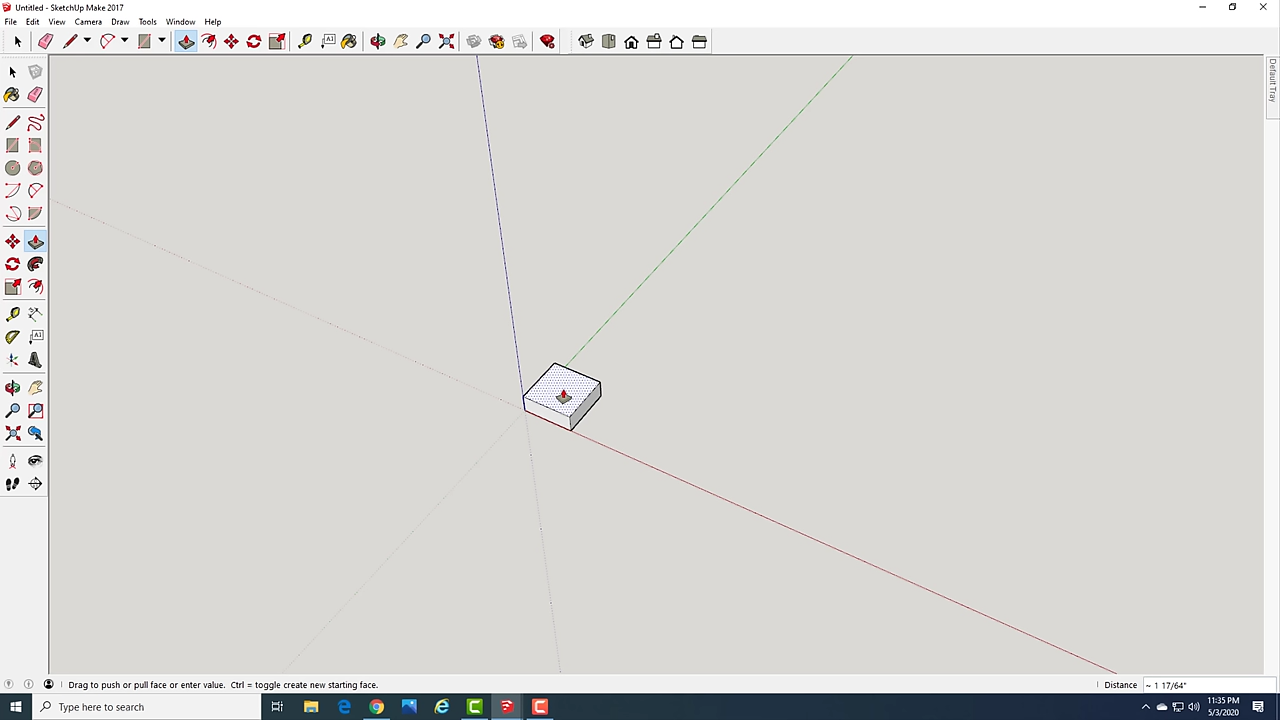 Untitled - SketchUp Make 2017
File Edit View Camera Draw Tools Window Help
A1
Default Tray
A1
Drag to push or pull face or enter value. Ctrl = toggle create new starting face.
Distance ~ 1 17/64"
Type here to search
11:35 PM
5/3/2020